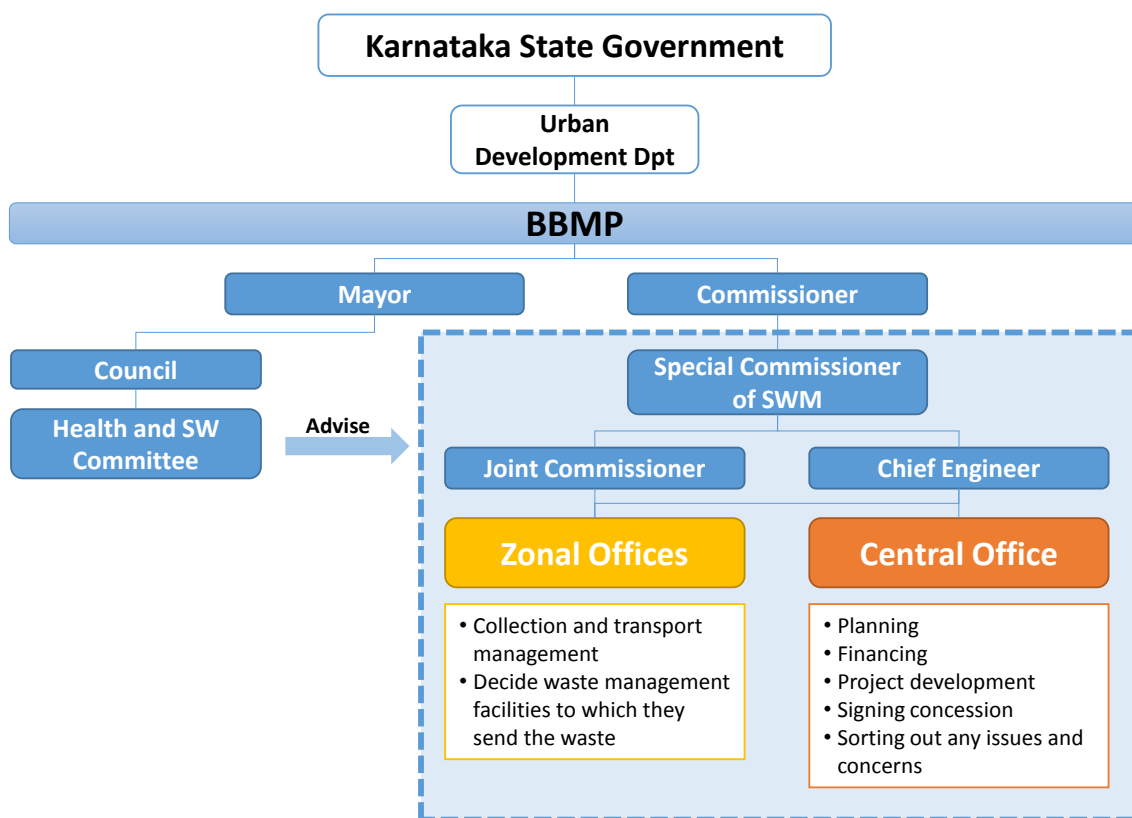 Karnataka State Government
Urban
Development Dpt
BBMP
Mayor
Commissioner
Council
Special Commissioner
of SWM
Health and SW
Committee
Advise
Joint Commissioner
Chief Engineer
Zonal Offices
Central Office
• Collection and transport
management
• Decide waste management
facilities to which they
send the waste
• Planning
• Financing
• Project development
• Signing concession
• Sorting out any issues and
concerns